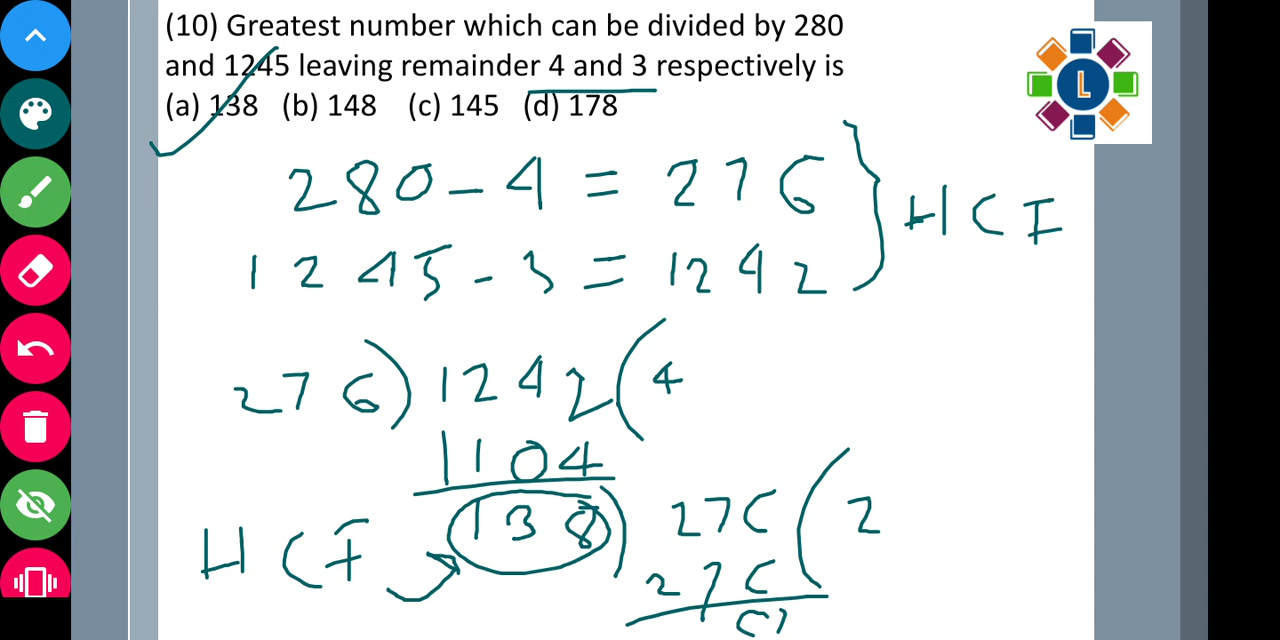 (10) Greatest number which can be divided by 280
and 1245 leaving remainder 4 and 3 respectively is
(a) 138 (b) 148 (c) 145 (d) 178
L
280 - 4 = 276
1245 - 3 = 1242
} HCF
276) 1242 (4
1104
138) 276 (2
HCF
276
0